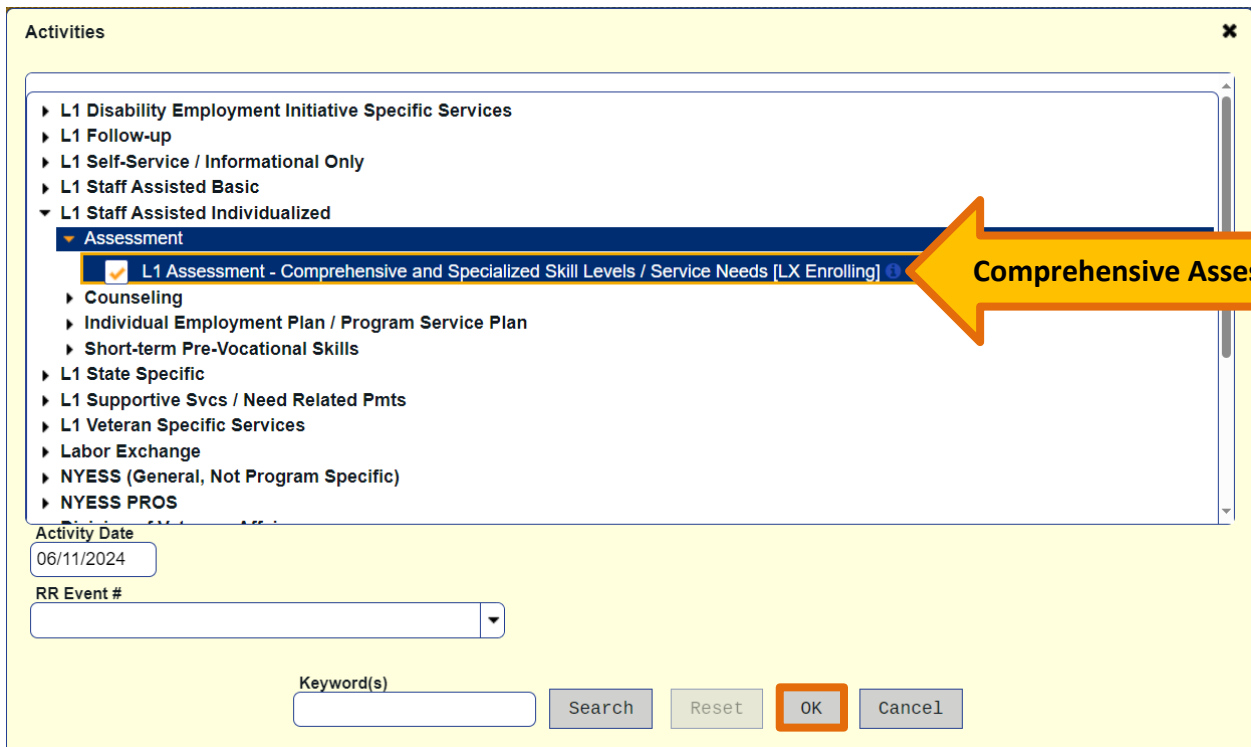 Activities
L1 Disability Employment Initiative Specific Services
L1 Follow-up
L1 Self-Service / Informational Only
L1 Staff Assisted Basic
L1 Staff Assisted Individualized
Assessment
L1 Assessment - Comprehensive and Specialized Skill Levels / Service Needs [LX Enrolling]
Comprehensive
Counseling
Individual Employment Plan / Program Service Plan
Short-term Pre-Vocational Skills
L1 State Specific
L1 Supportive Svcs / Need Related Pmts
L1 Veteran Specific Services
Labor Exchange
NYESS (General, Not Program Specific)
NYESS PROS
Activity Date
06/11/2024
RR Event #
Keyword(s)
Search Reset OK Cancel